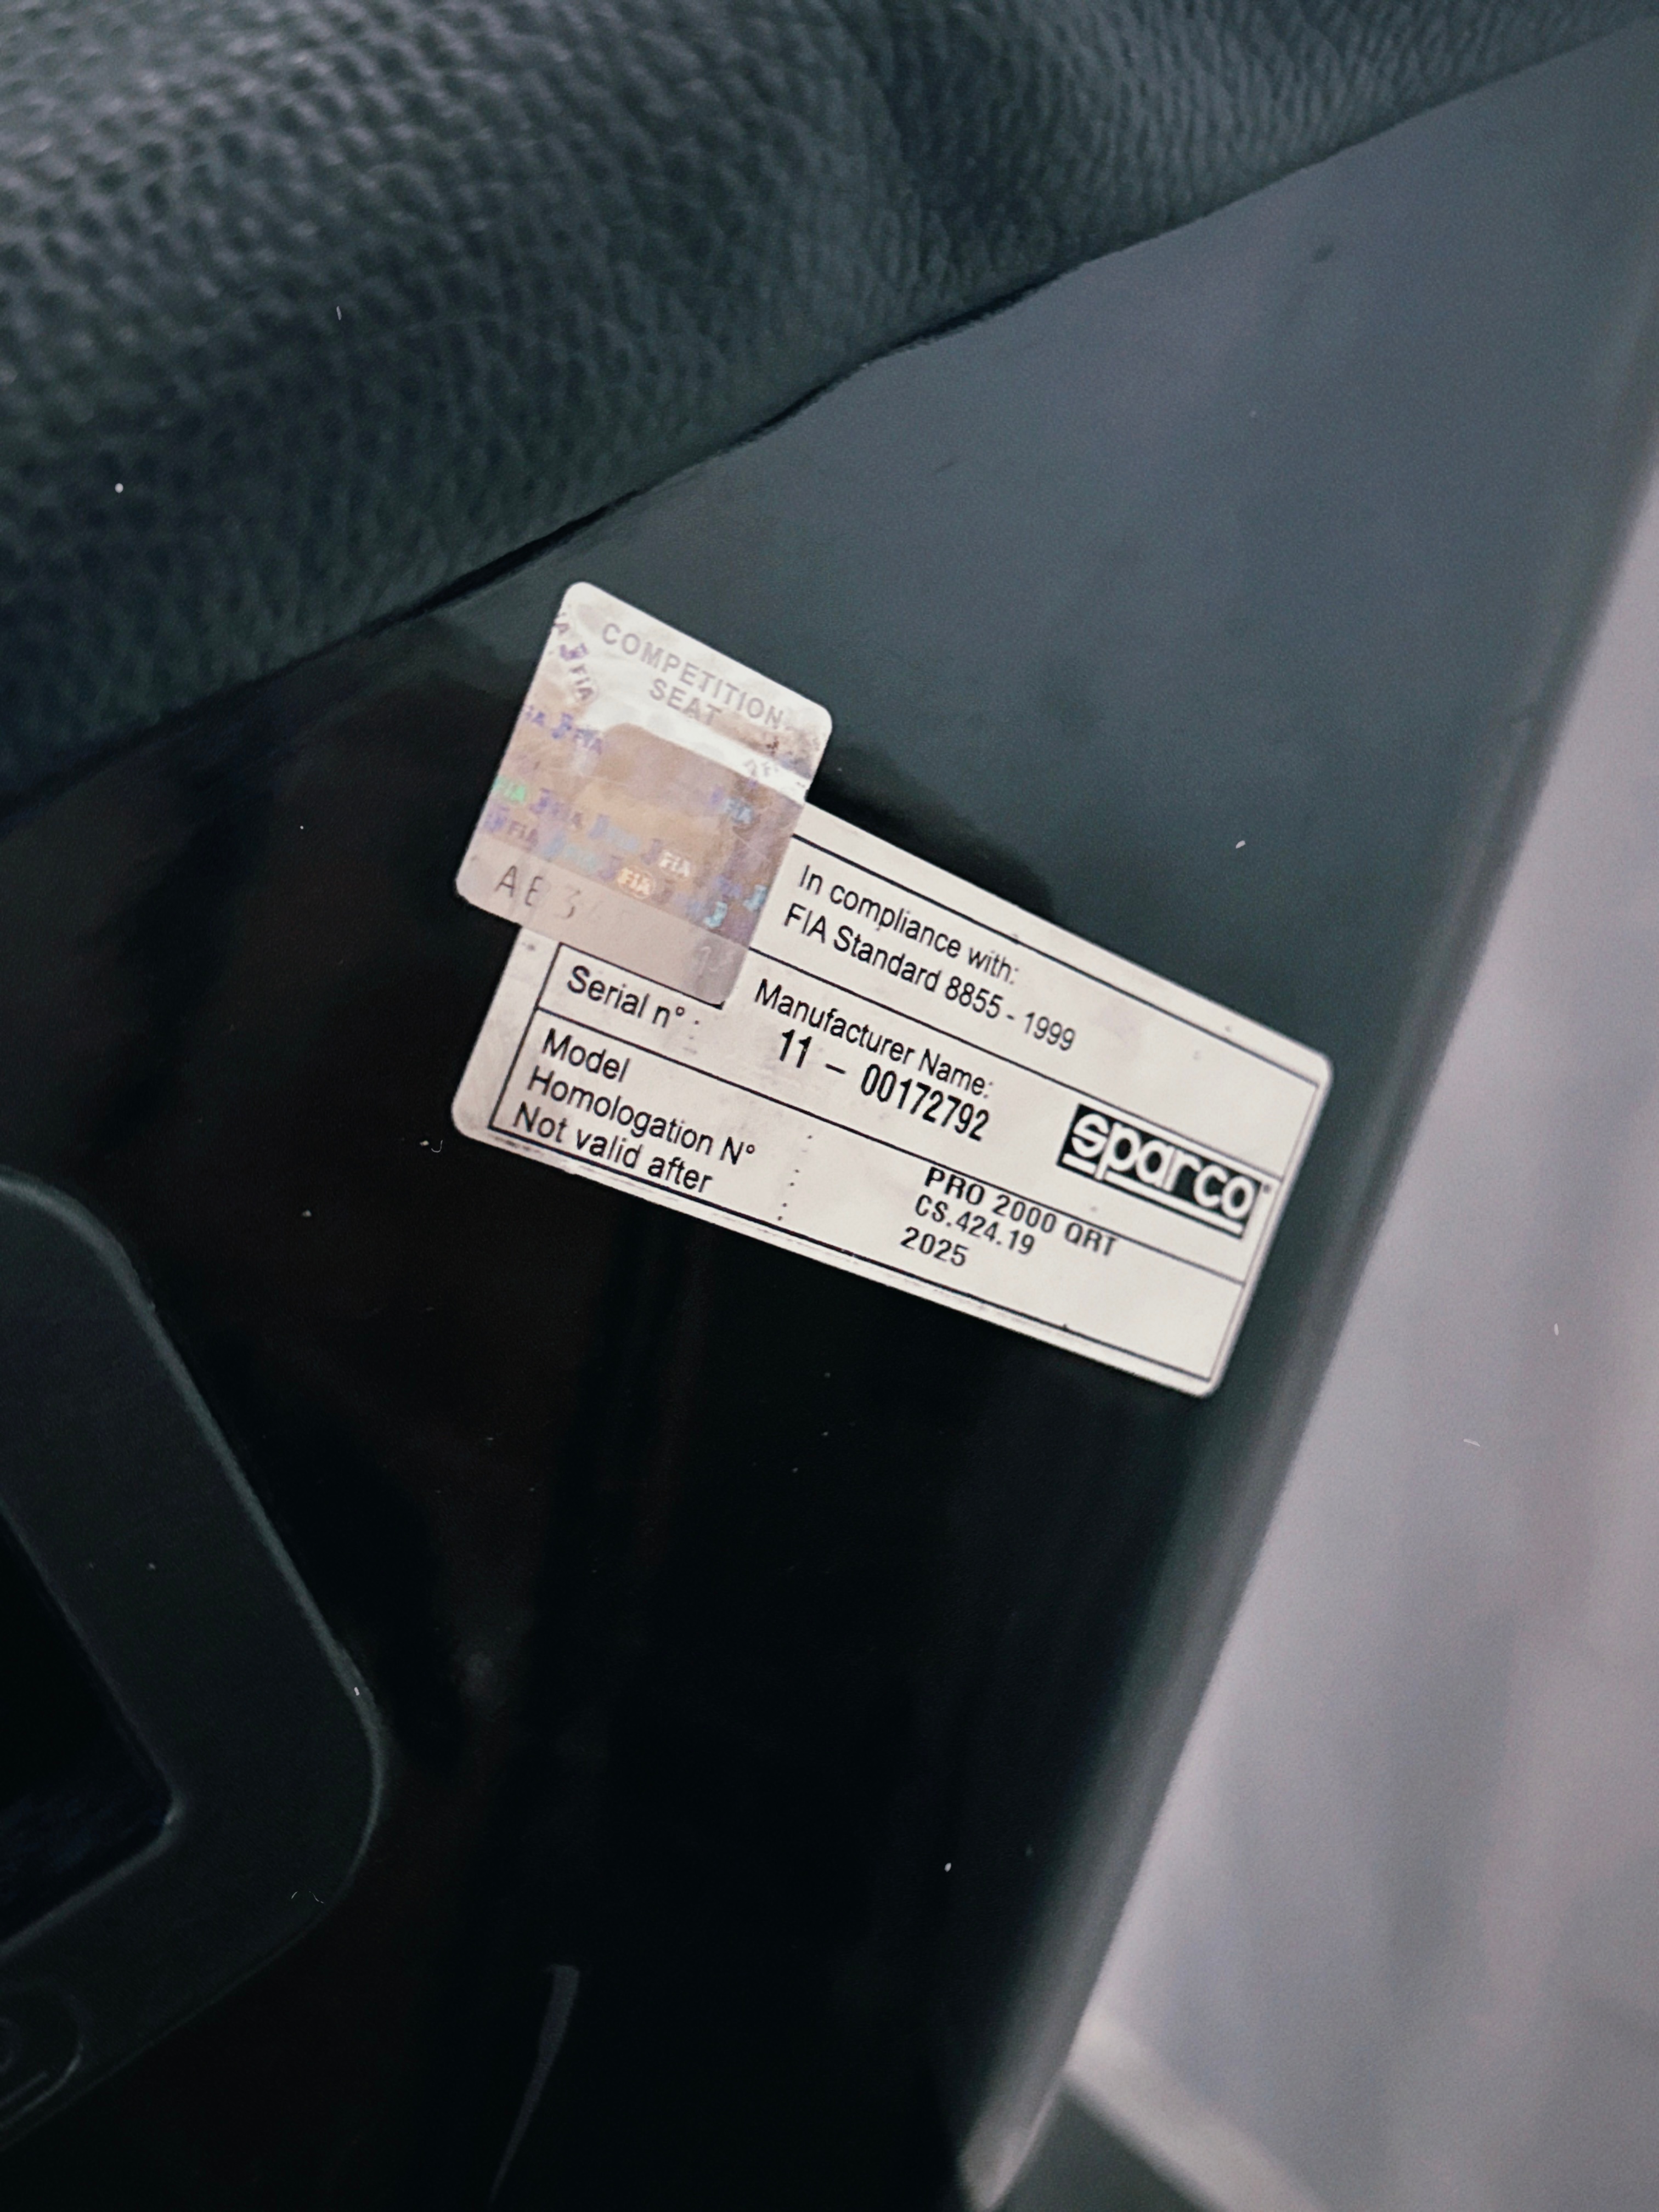 COMPETITION
SEAT
In compliance with:
FIA Standard 8855 - 1999
Manufacturer Name:
sparco
Serial n° :
11 - 00172792
Model : PRO 2000 QRT
Homologation N° : CS.424.19
Not valid after : 2025